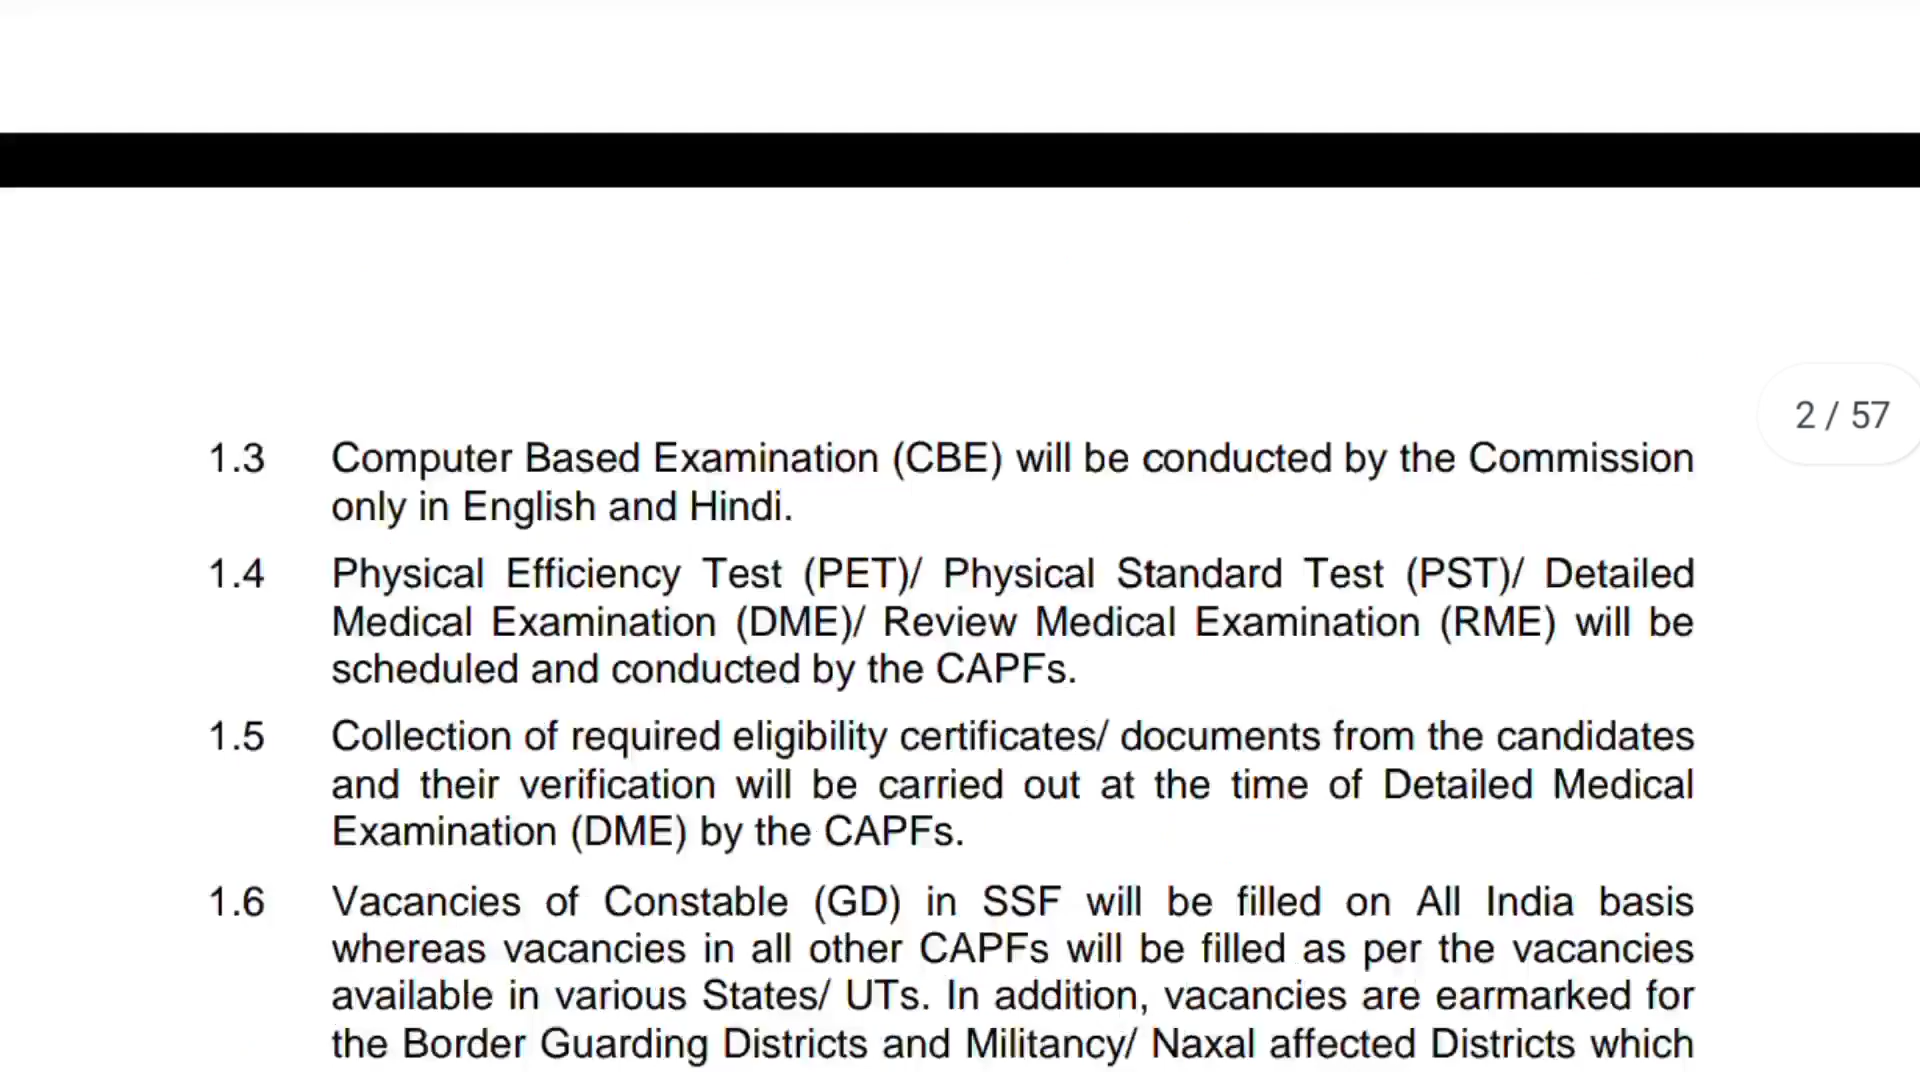 2 / 57
1.3 Computer Based Examination (CBE) will be conducted by the Commission
only in English and Hindi.
1.4 Physical Efficiency Test (PET)/ Physical Standard Test (PST)/ Detailed
Medical Examination (DME)/ Review Medical Examination (RME) will be
scheduled and conducted by the CAPFs.
1.5 Collection of required eligibility certificates/ documents from the candidates
and their verification will be carried out at the time of Detailed Medical
Examination (DME) by the CAPFs.
1.6 Vacancies of Constable (GD) in SSF will be filled on All India basis
whereas vacancies in all other CAPFs will be filled as per the vacancies
available in various States/ UTs. In addition, vacancies are earmarked for
the Border Guarding Districts and Militancy/ Naxal affected Districts which